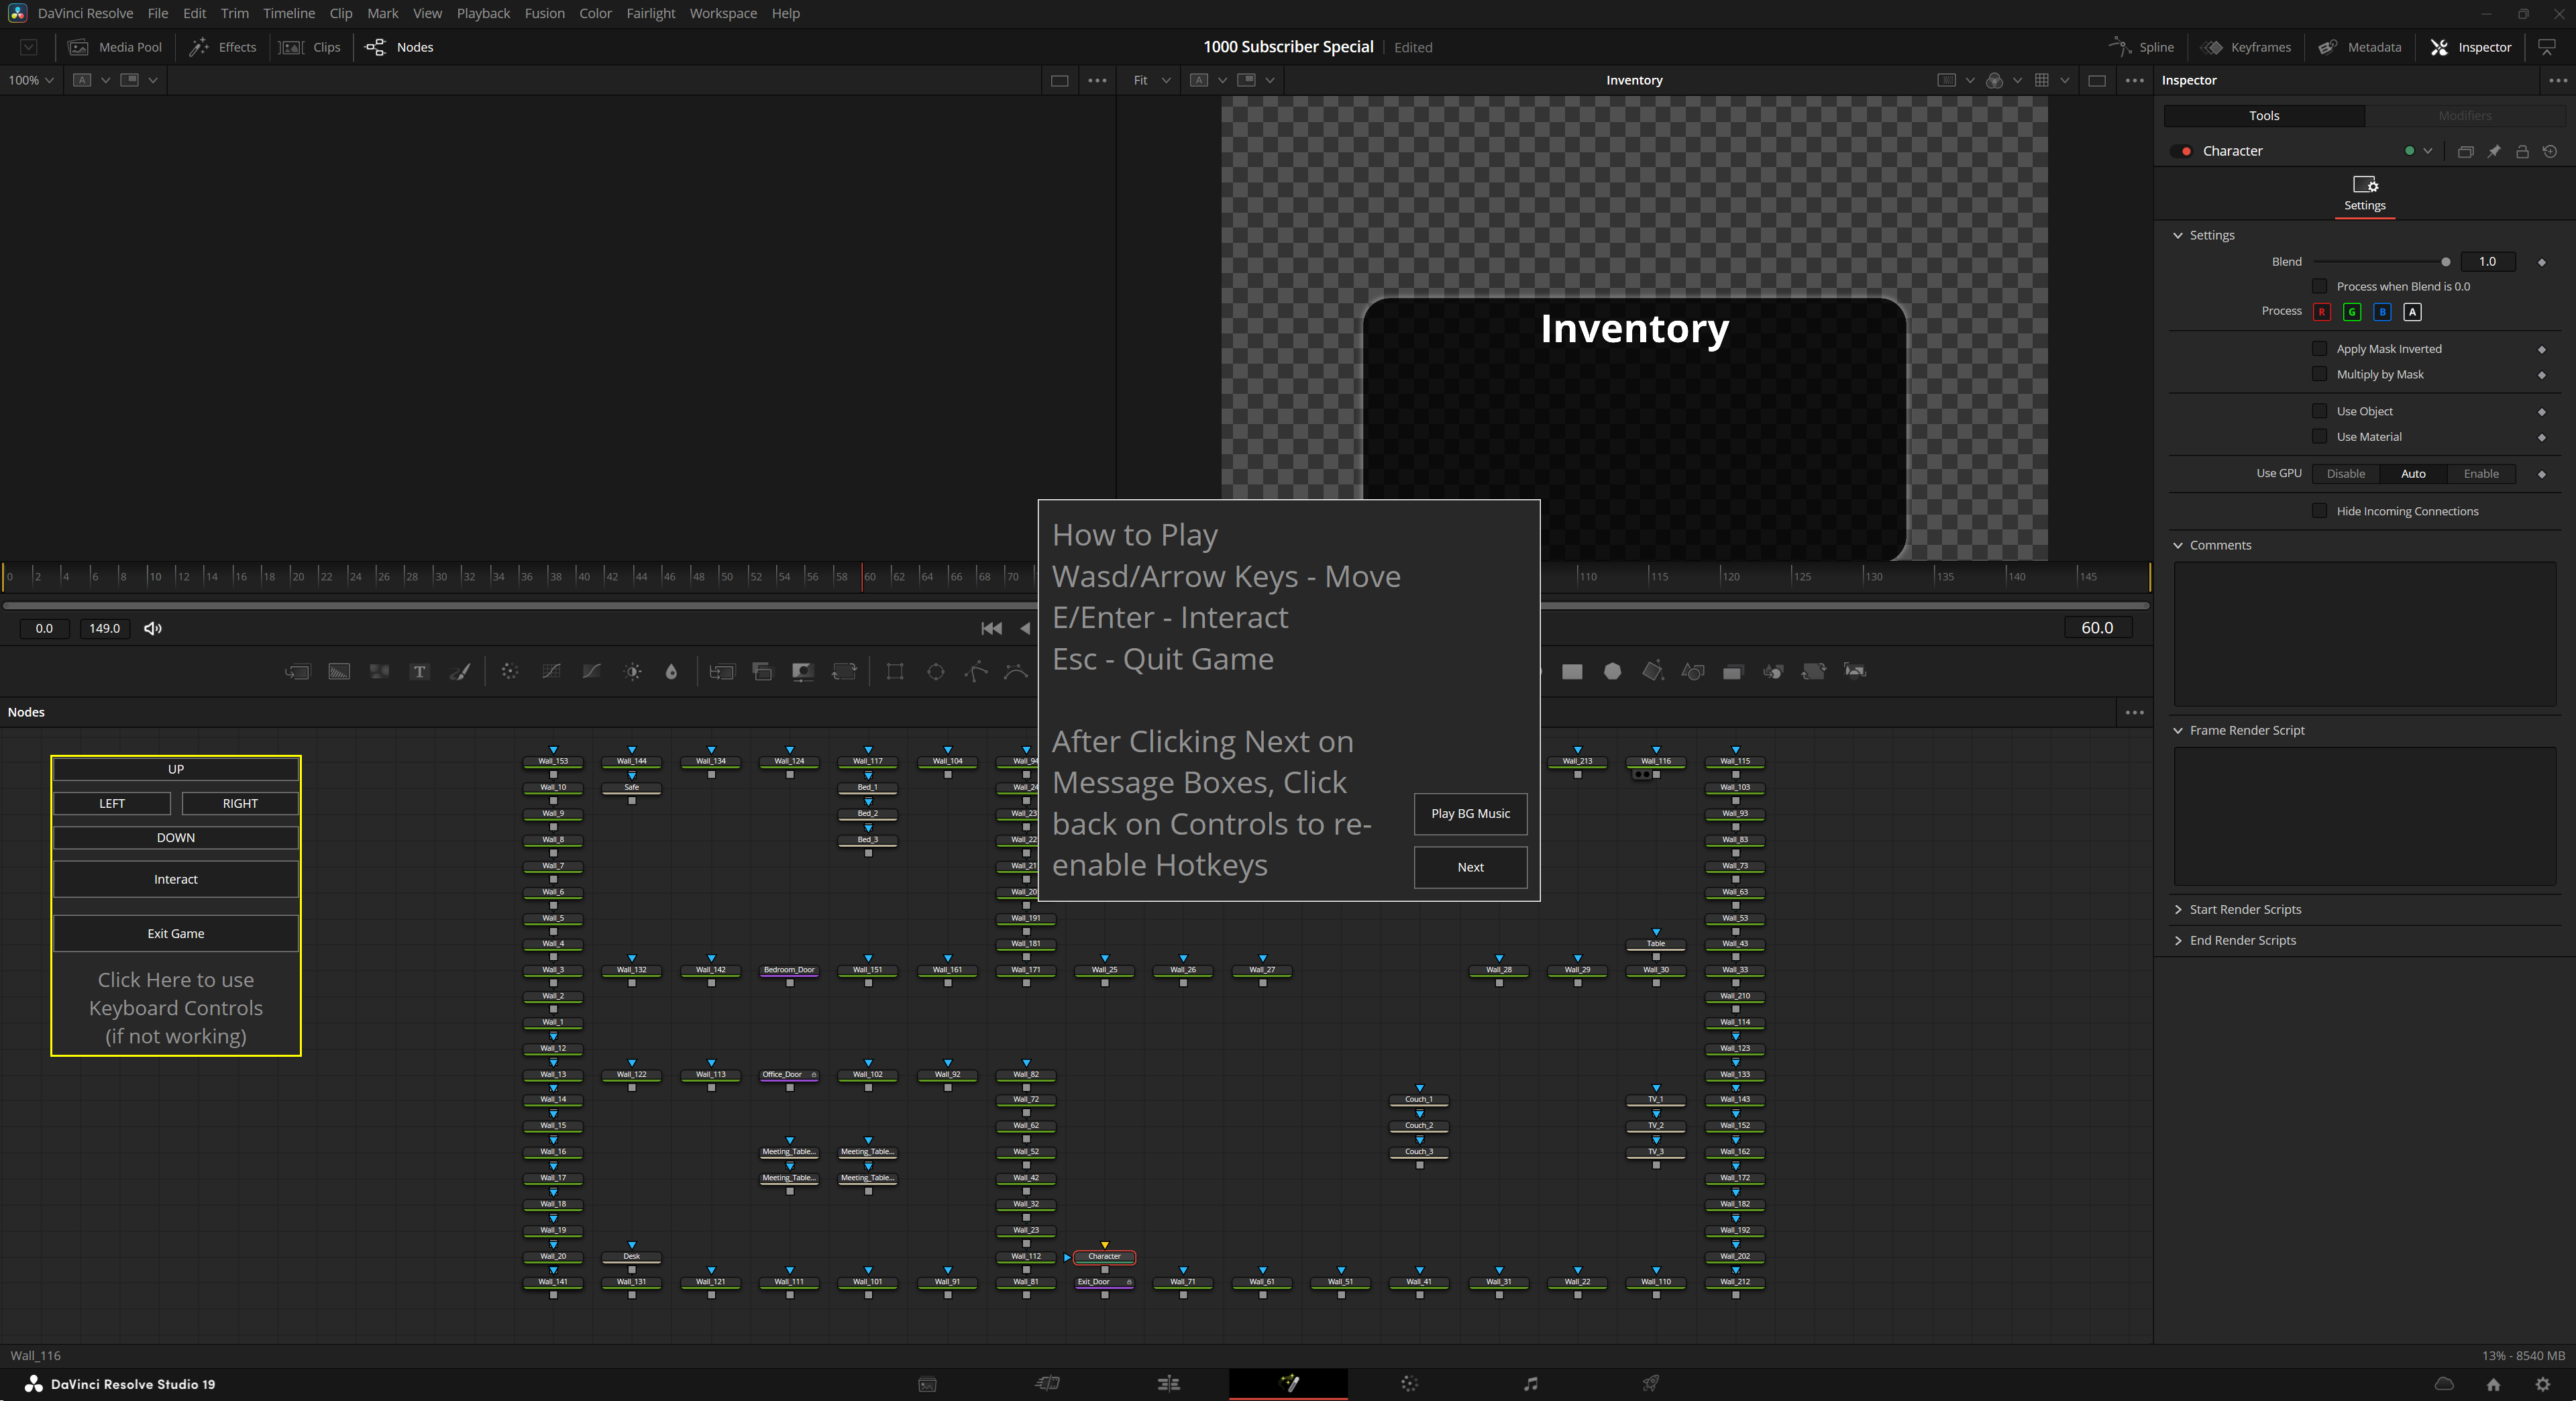 DaVinci Resolve File Edit Trim Timeline Clip Mark View Playback Fusion Color Fairlight Workspace Help
Media Pool Effects Clips Nodes
1000 Subscriber Special Edited
Spline Keyframes Metadata Inspector
100% A
Fit A
Inventory
Inspector
Tools Modifiers
Character
Settings
Settings
Blend 1.0
Process when Blend is 0.0
Process R G B A
Apply Mask Inverted
Multiply by Mask
Use Object
Use Material
Use GPU Disable Auto Enable
Hide Incoming Connections
Comments
Frame Render Script
Start Render Scripts
End Render Scripts
Inventory
How to Play
Wasd/Arrow Keys - Move
E/Enter - Interact
Esc - Quit Game
After Clicking Next on
Message Boxes, Click
back on Controls to re-
enable Hotkeys
Play BG Music
Next
0 2 4 6 8 10 12 14 16 18 20 22 24 26 28 30 32 34 36 38 40 42 44 46 48 50 52 54 56 58 60 62 64 66 68 70
110 115 120 125 130 135 140 145
0.0 149.0
60.0
T
Nodes
UP
LEFT RIGHT
DOWN
Interact
Exit Game
Click Here to use
Keyboard Controls
(if not working)
Wall_153 Wall_144 Wall_134 Wall_124 Wall_117 Wall_104 Wall_94 Wall_213 Wall_116 Wall_115
Wall_10 Safe Bed_1 Wall_24 Wall_103
Wall_9 Bed_2 Wall_23 Wall_93
Wall_8 Bed_3 Wall_22 Wall_83
Wall_7 Wall_21 Wall_73
Wall_6 Wall_20 Wall_63
Wall_5 Wall_191 Wall_53
Wall_4 Wall_181 Table Wall_43
Wall_3 Wall_132 Wall_142 Bedroom_Door Wall_151 Wall_161 Wall_171 Wall_25 Wall_26 Wall_27 Wall_28 Wall_29 Wall_30 Wall_33
Wall_2 Wall_210
Wall_1 Wall_114
Wall_12 Wall_123
Wall_13 Wall_122 Wall_113 Office_Door Wall_102 Wall_92 Wall_82 Wall_133
Wall_14 Wall_72 Couch_1 TV_1 Wall_143
Wall_15 Wall_62 Couch_2 TV_2 Wall_152
Wall_16 Meeting_Table... Meeting_Table... Wall_52 Couch_3 TV_3 Wall_162
Wall_17 Meeting_Table... Meeting_Table... Wall_42 Wall_172
Wall_18 Wall_32 Wall_182
Wall_19 Wall_23 Wall_192
Wall_20 Desk Wall_112 Character Wall_202
Wall_141 Wall_131 Wall_121 Wall_111 Wall_101 Wall_91 Wall_81 Exit_Door Wall_71 Wall_61 Wall_51 Wall_41 Wall_31 Wall_22 Wall_110 Wall_212
Wall_116
13% - 8540 MB
DaVinci Resolve Studio 19